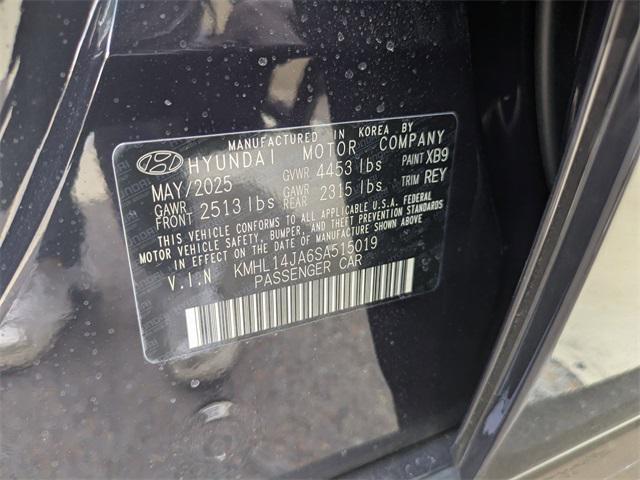 MANUFACTURED IN KOREA BY
HYUNDAI MOTOR COMPANY
MAY/2025 GVWR 4453 lbs PAINT XB9
GAWR FRONT 2513 lbs GAWR REAR 2315 lbs TRIM REY
THIS VEHICLE CONFORMS TO ALL APPLICABLE U.S.A. FEDERAL
MOTOR VEHICLE SAFETY, BUMPER, AND THEFT PREVENTION STANDARDS
IN EFFECT ON THE DATE OF MANUFACTURE SHOWN ABOVE.
V.I.N KMHL14JA6SA515019
PASSENGER CAR